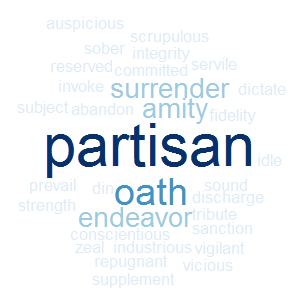 auspicious
scrupulous
sober integrity
reserved committed servile
invoke surrender dictate
subject abandon amity fidelity
partisan idle
prevail din oath sound
strength discharge
endeavor tribute
conscientious sanction
zeal industrious vigilant
repugnant vicious
supplement